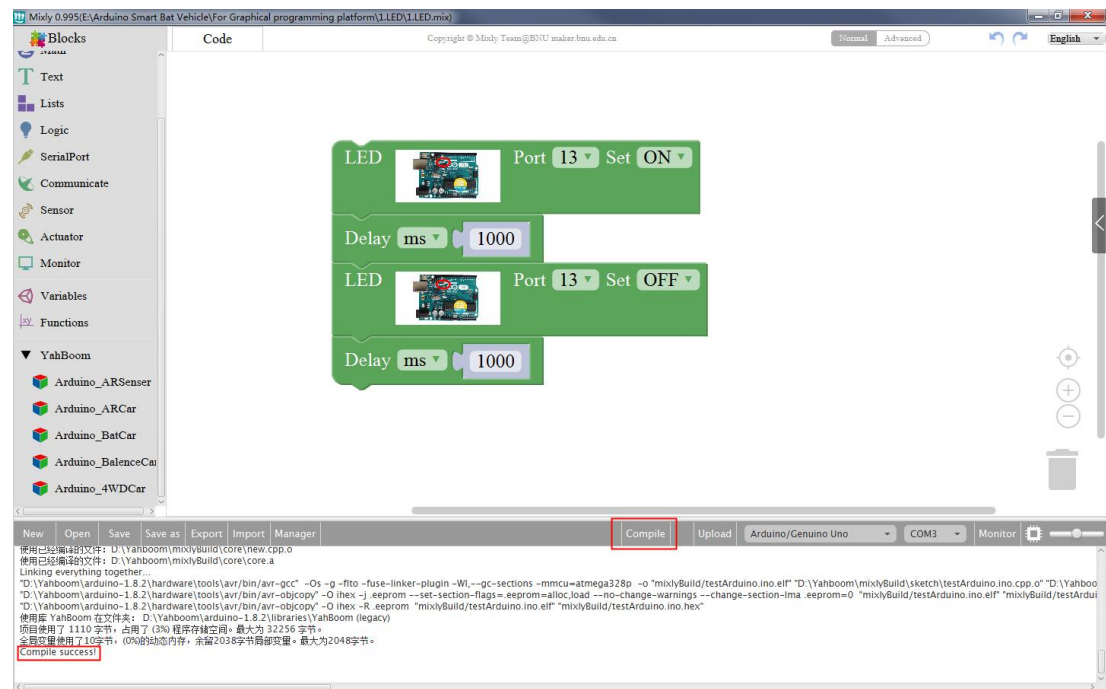 Mixly 0.995(E:\Arduino Smart Bat Vehicle\For Graphical programming platform\1.LED\1.LED.mix)
Blocks
Code
Copyright © Mixly Team@BNU maker.bnu.edu.cn
Normal Advanced
English
Math
Text
Lists
Logic
SerialPort
Communicate
Sensor
Actuator
Monitor
Variables
xy Functions
YahBoom
Arduino_ARSenser
Arduino_ARCar
Arduino_BatCar
Arduino_BalenceCar
Arduino_4WDCar
LED Port 13 Set ON
Delay ms 1000
LED Port 13 Set OFF
Delay ms 1000
New Open Save Save as Export Import Manager Compile Upload Arduino/Genuino Uno COM3 Monitor
使用已经编译的文件: D:\Yahboom\mixlyBuild\core\new.cpp.o
使用已经编译的文件: D:\Yahboom\mixlyBuild\core\core.a
Linking everything together...
"D:\Yahboom\arduino-1.8.2\hardware\tools\avr/bin/avr-gcc" -Os -g -flto -fuse-linker-plugin -Wl,--gc-sections -mmcu=atmega328p -o "mixlyBuild/testArduino.ino.elf" "D:\Yahboom\mixlyBuild\sketch\testArduino.ino.cpp.o" "D:\Yahboo
"D:\Yahboom\arduino-1.8.2\hardware\tools\avr/bin/avr-objcopy" -O ihex -j .eeprom --set-section-flags=.eeprom=alloc,load --no-change-warnings --change-section-lma .eeprom=0 "mixlyBuild/testArduino.ino.elf" "mixlyBuild/testArdui
"D:\Yahboom\arduino-1.8.2\hardware\tools\avr/bin/avr-objcopy" -O ihex -R .eeprom "mixlyBuild/testArduino.ino.elf" "mixlyBuild/testArduino.ino.hex"
使用库 YahBoom 在文件夹: D:\Yahboom\arduino-1.8.2\libraries\YahBoom (legacy)
项目使用了 1110 字节，占用了 (3%) 程序存储空间。最大为 32256 字节。
全局变量使用了10字节，(0%)的动态内存，余留2038字节局部变量。最大为2048字节。
Compile success!